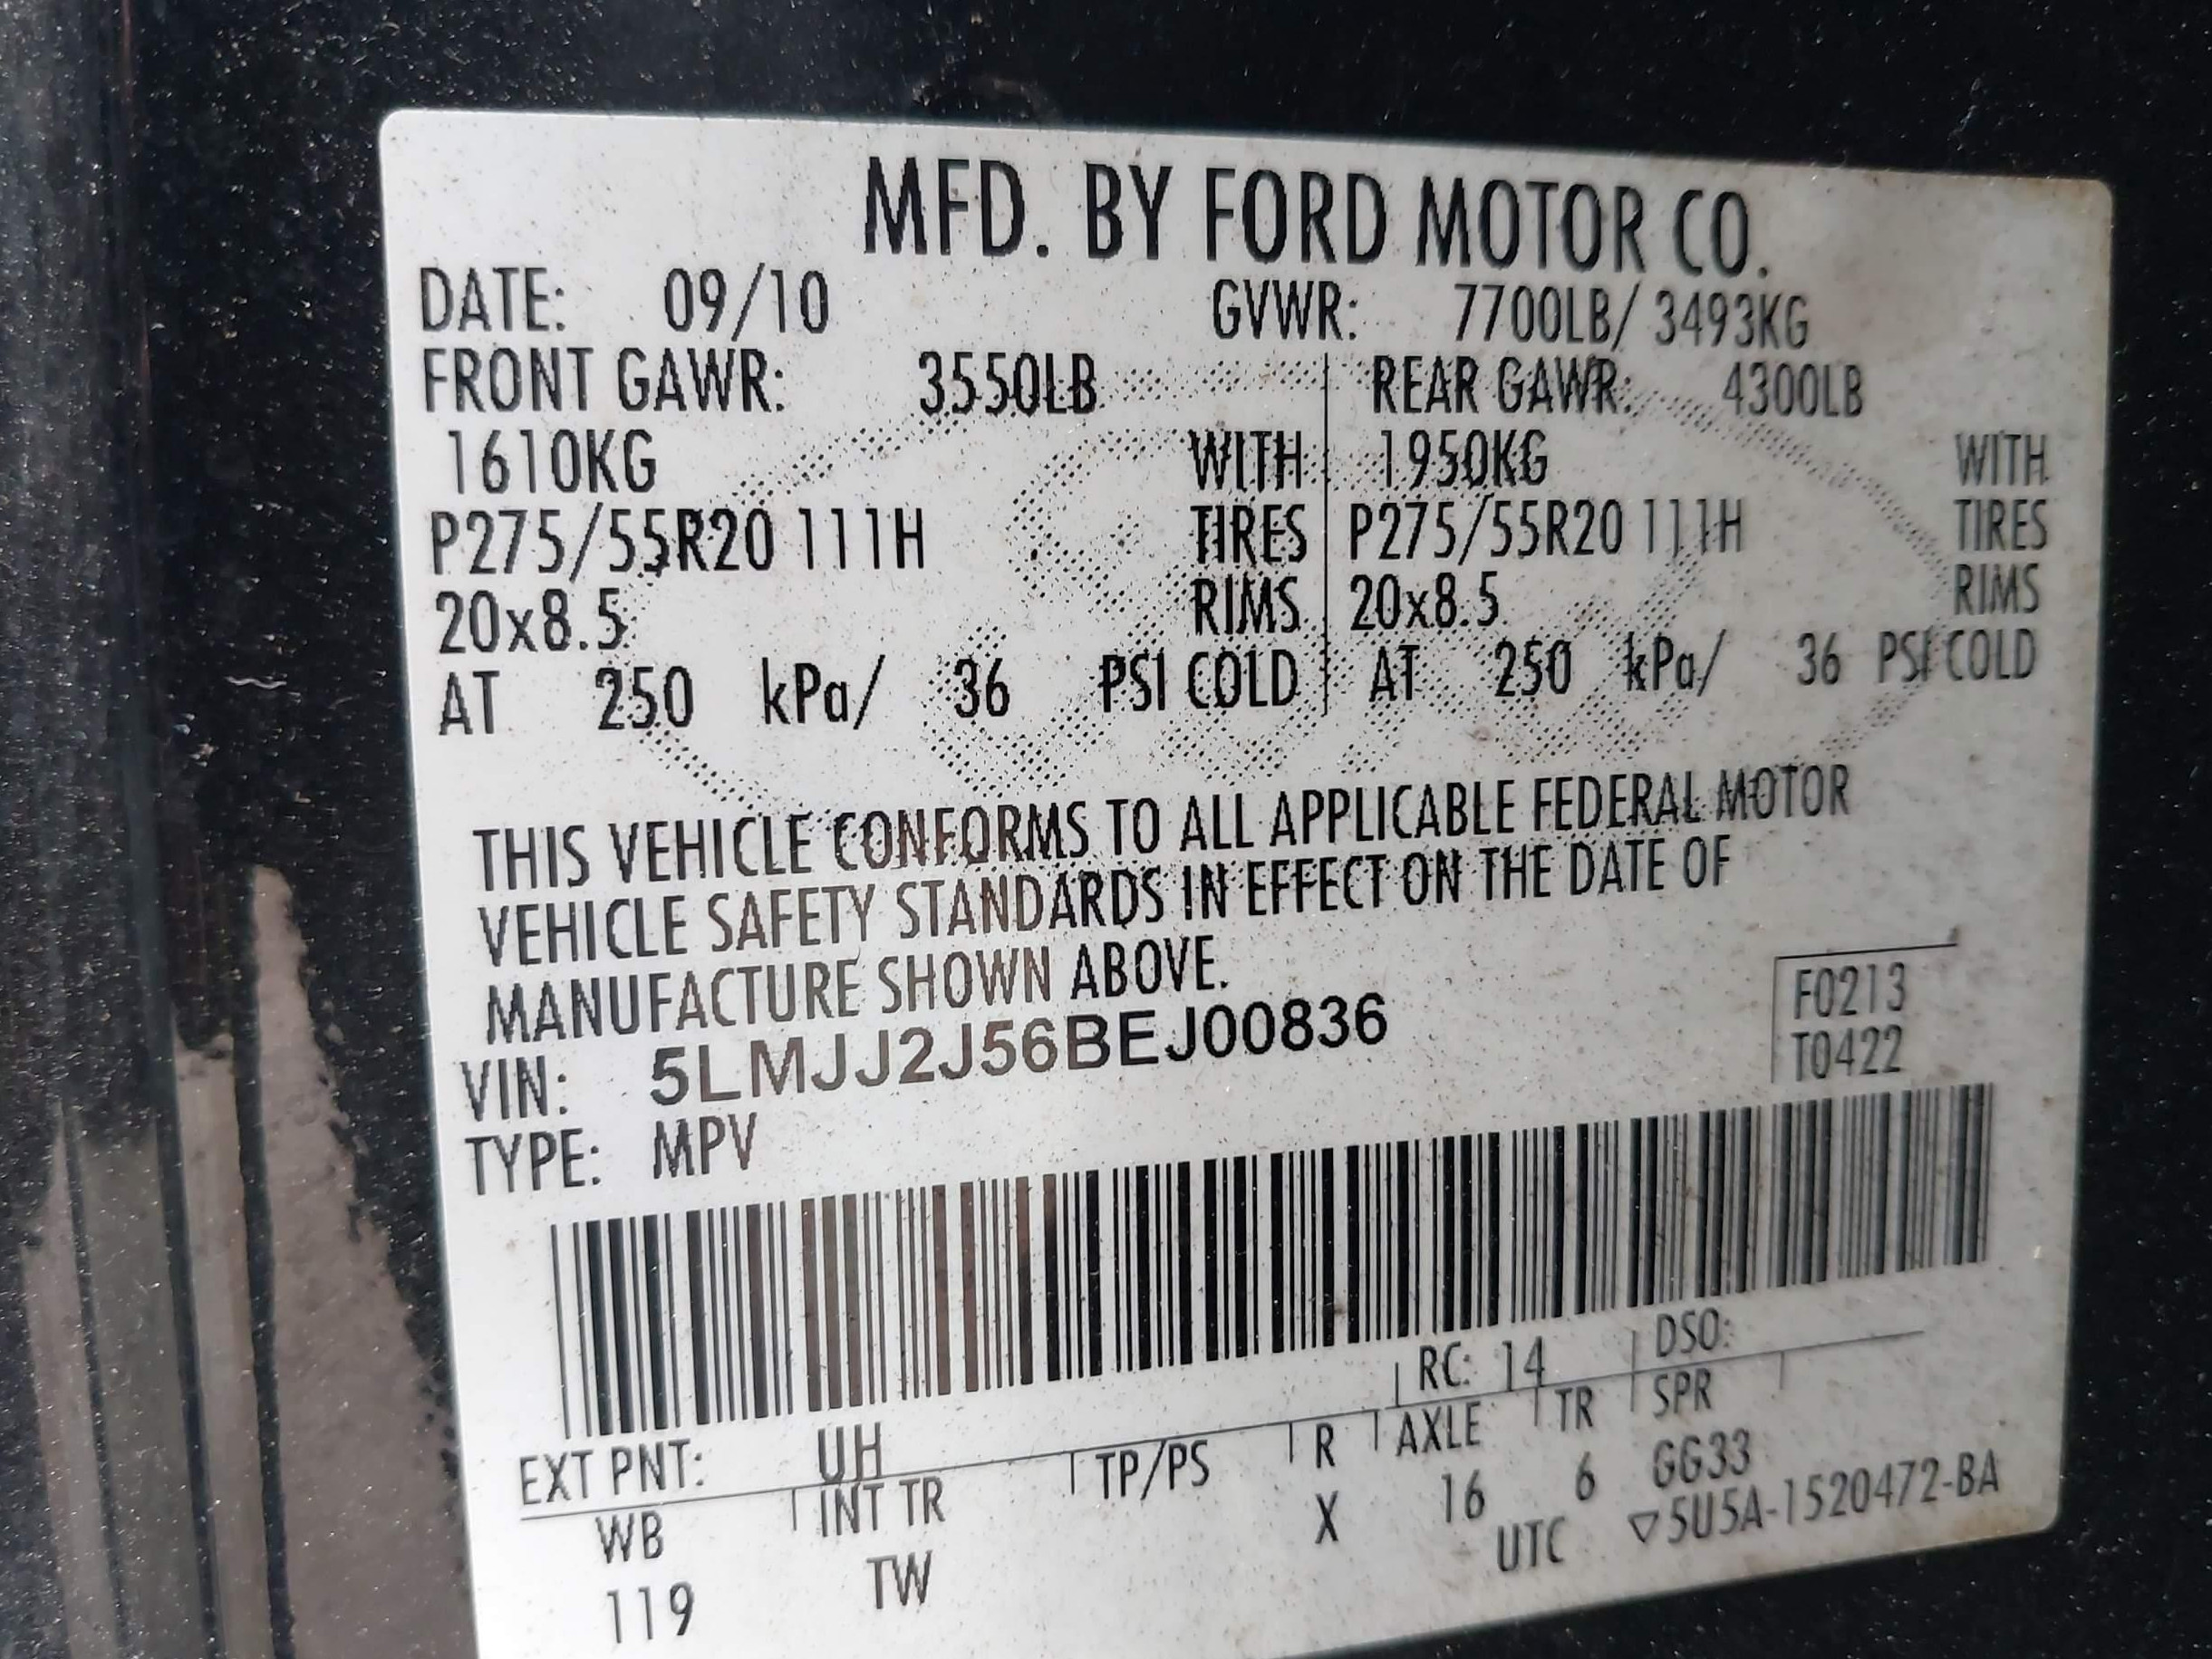 MFD. BY FORD MOTOR CO.
DATE: 09/10 GVWR: 7700LB/ 3493KG
FRONT GAWR: 3550LB REAR GAWR: 4300LB
1610KG WITH 1950KG WITH
P275/55R20 111H TIRES P275/55R20 111H TIRES
20x8.5 RIMS 20x8.5 RIMS
AT 250 kPa/ 36 PSI COLD AT 250 kPa/ 36 PSI COLD
THIS VEHICLE CONFORMS TO ALL APPLICABLE FEDERAL MOTOR
VEHICLE SAFETY STANDARDS IN EFFECT ON THE DATE OF
MANUFACTURE SHOWN ABOVE.
F0213
VIN: 5LMJJ2J56BEJ00836
T0422
TYPE: MPV
EXT PNT: UH RC: 14 DSO:
WB INT TR TP/PS R AXLE TR SPR
119 TW X 16 6 GG33
UTC ▽5U5A-1520472-BA